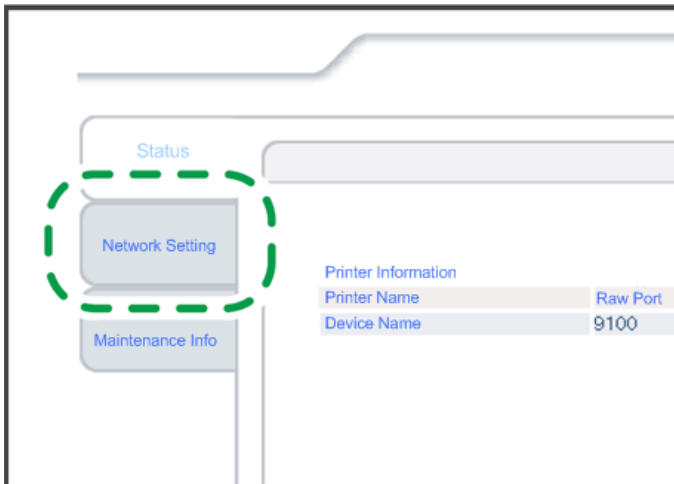 Status
Network Setting
Maintenance Info
Printer Information
Printer Name Raw Port
Device Name 9100